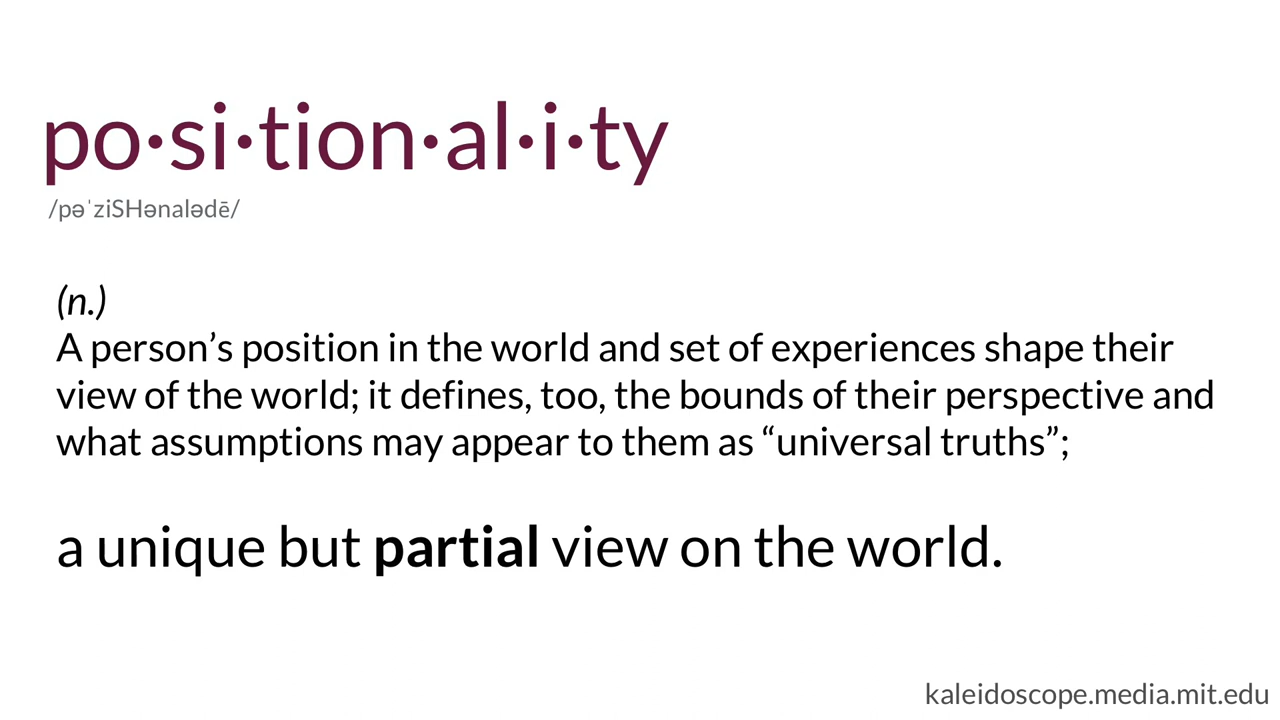 po·si·tion·al·i·ty
/pəˈziSHənalədē/
(n.)
A person’s position in the world and set of experiences shape their
view of the world; it defines, too, the bounds of their perspective and
what assumptions may appear to them as “universal truths”;
a unique but partial view on the world.
kaleidoscope.media.mit.edu